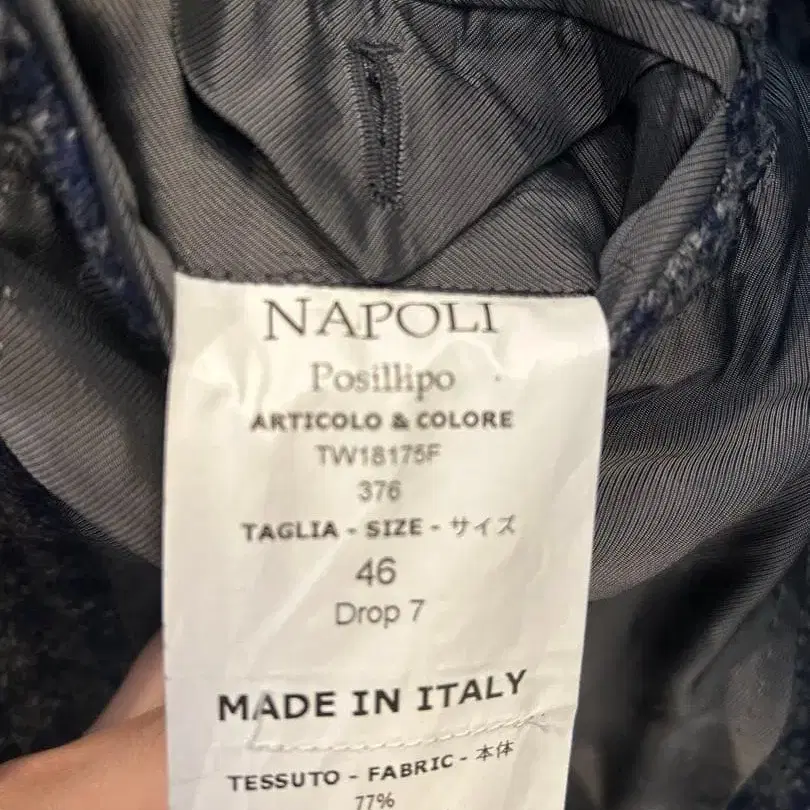 NAPOLI
Posillipo
ARTICOLO & COLORE
TW18175F
376
TAGLIA - SIZE - サイズ
46
Drop 7
MADE IN ITALY
TESSUTO - FABRIC - 本体
77%